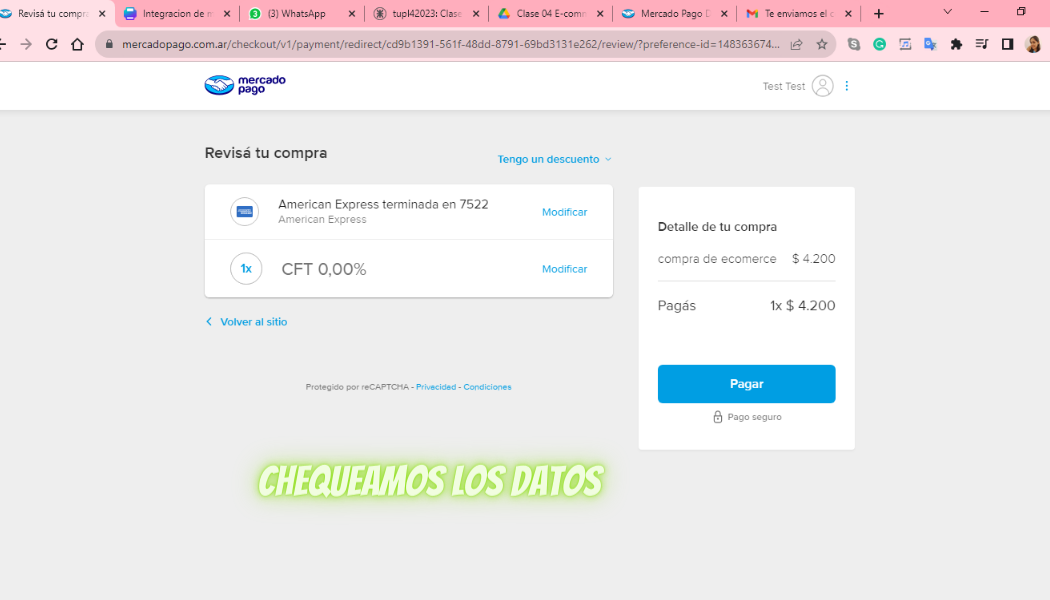 Revisá tu compra
Integracion de m
(3) WhatsApp
tupI42023: Clase
Clase 04 E-comm
Mercado Pago D
Te enviamos el c
mercadopago.com.ar/checkout/v1/payment/redirect/cd9b1391-561f-48dd-8791-69bd3131e262/review/?preference-id=148363674...
mercado
pago
Test Test
Revisá tu compra
Tengo un descuento
American Express terminada en 7522
American Express
Modificar
1x
CFT 0,00%
Modificar
Volver al sitio
Protegido por reCAPTCHA - Privacidad - Condiciones
Detalle de tu compra
compra de ecomerce $ 4.200
Pagás 1x $ 4.200
Pagar
Pago seguro
CHEQUEAMOS LOS DATOS